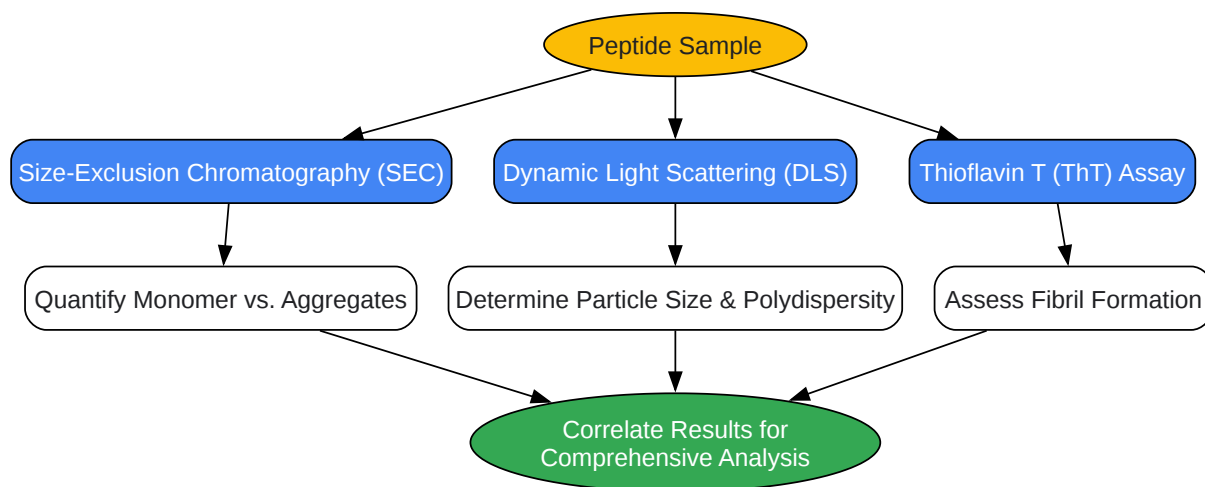 Peptide Sample
Size-Exclusion Chromatography (SEC)
Dynamic Light Scattering (DLS)
Thioflavin T (ThT) Assay
Quantify Monomer vs. Aggregates
Determine Particle Size & Polydispersity
Assess Fibril Formation
Correlate Results for
Comprehensive Analysis